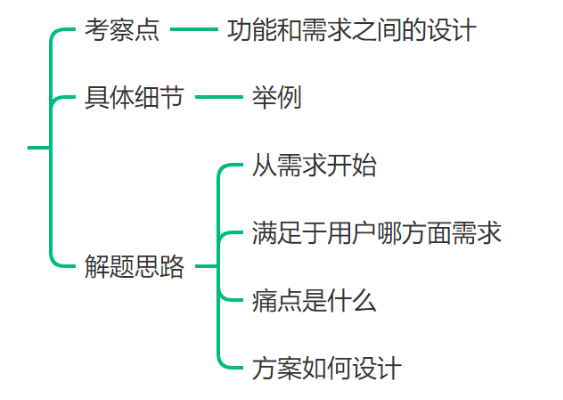 考察点
功能和需求之间的设计
具体细节
举例
解题思路
从需求开始
满足于用户哪方面需求
痛点是什么
方案如何设计